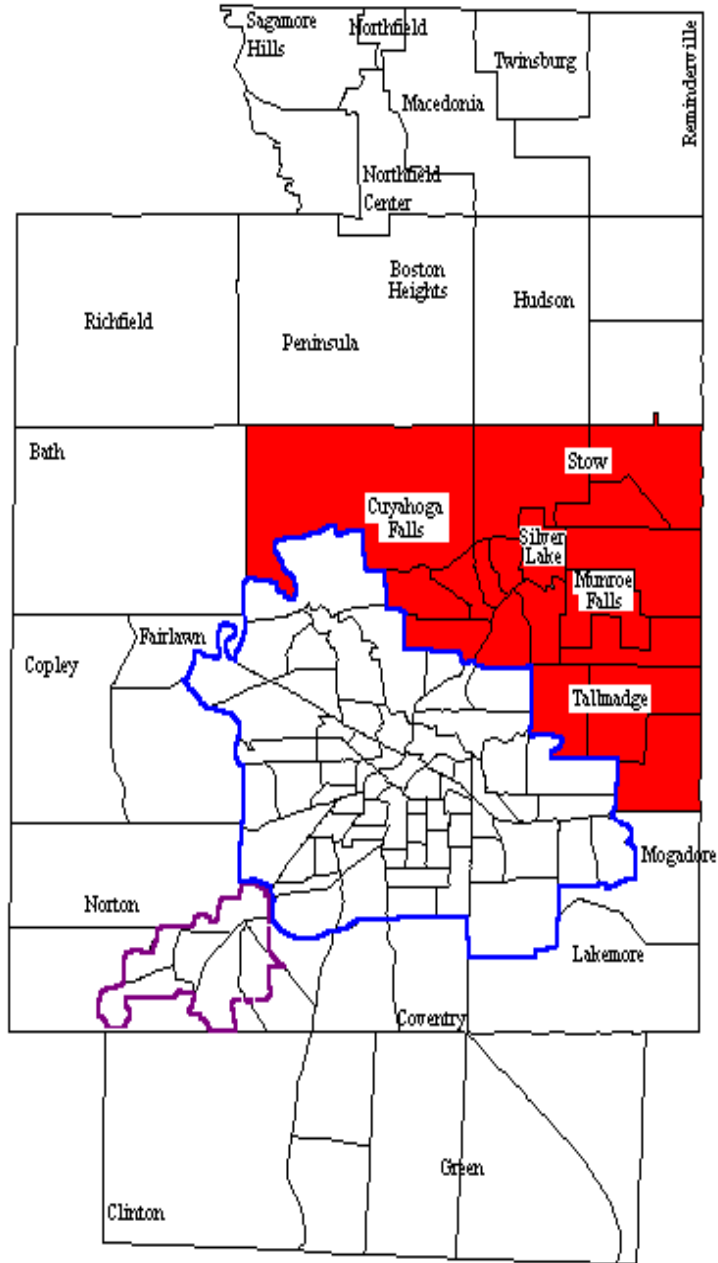 Sagamore
Hills
Northfield
Twinsburg
Reminderville
Macedonia
Northfield
Center
Boston
Heights
Hudson
Richfield
Peninsula
Bath
Stow
Cuyahoga
Falls
Silver
Lake
Munroe
Falls
Fairlawn
Copley
Tallmadge
Mogadore
Norton
Lakemore
Coventry
Green
Clinton